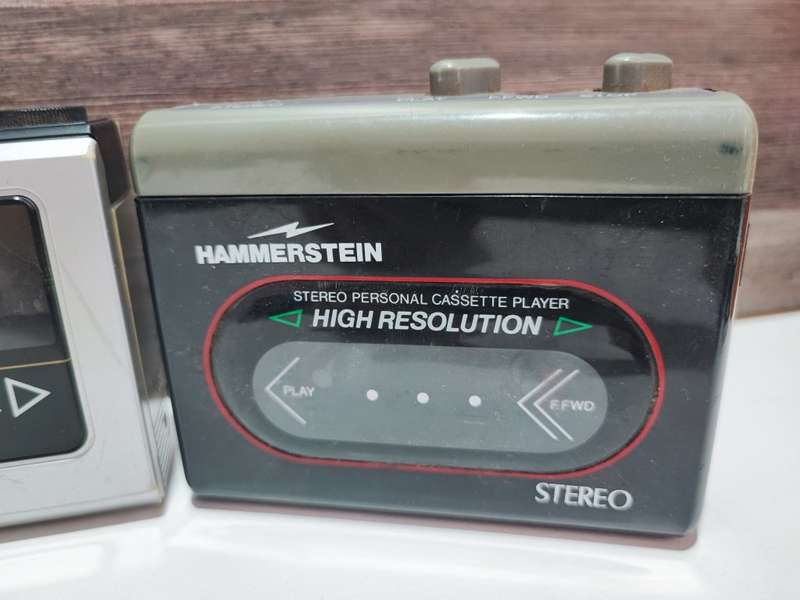 HAMMERSTEIN
STEREO PERSONAL CASSETTE PLAYER
HIGH RESOLUTION
PLAY
F.FWD
STEREO